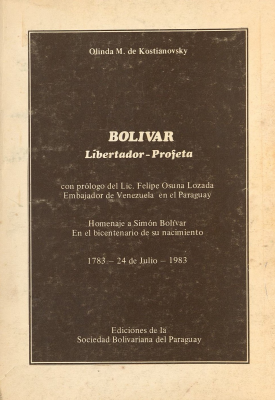 Olinda M. de Kostianovsky
BOLIVAR
Libertador - Profeta
con prólogo del Lic. Felipe Osuna Lozada
Embajador de Venezuela en el Paraguay
Homenaje a Simón Bolívar
En el bicentenario de su nacimiento
1783 — 24 de Julio — 1983
Ediciones de la
Sociedad Bolivariana del Paraguay